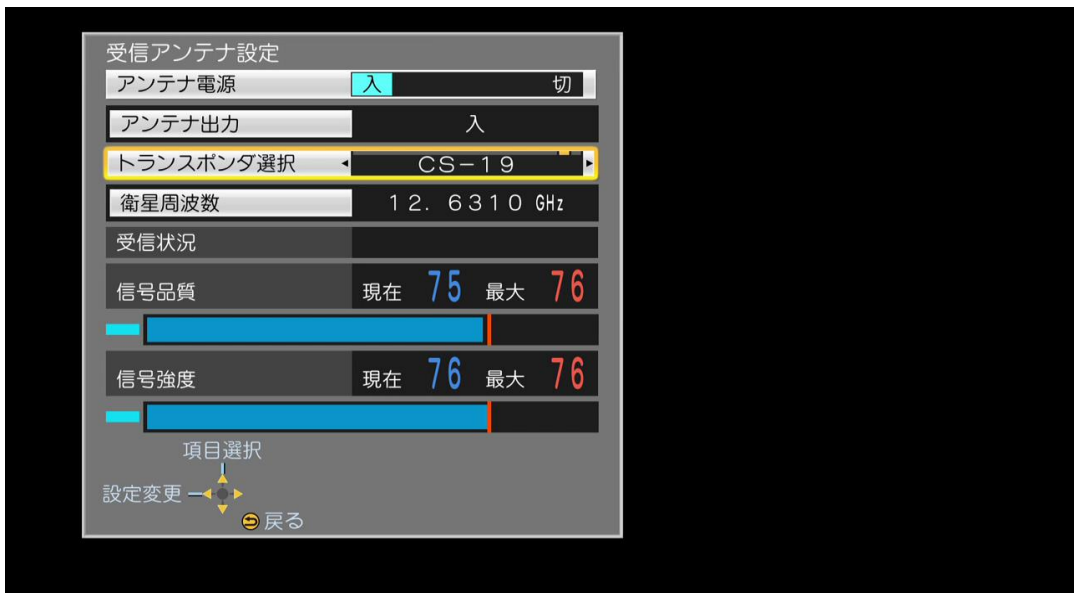 受信アンテナ設定
アンテナ電源 入 切
アンテナ出力 入
トランスポンダ選択 CS−19
衛星周波数 12.6310 GHz
受信状況
信号品質 現在 75 最大 76
信号強度 現在 76 最大 76
項目選択
設定変更
戻る